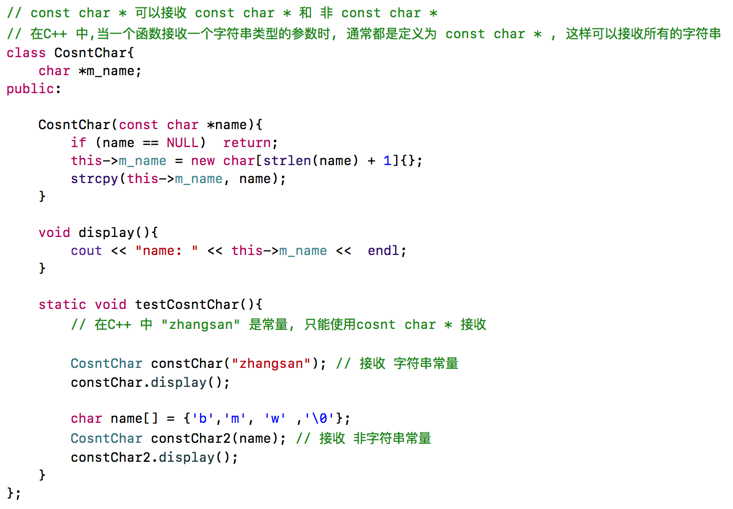 // const char * 可以接收 const char * 和 非 const char *
// 在C++ 中,当一个函数接收一个字符串类型的参数时, 通常都是定义为 const char * , 这样可以接收所有的字符串
class CosntChar{
    char *m_name;
public:

    CosntChar(const char *name){
        if (name == NULL)  return;
        this->m_name = new char[strlen(name) + 1]{};
        strcpy(this->m_name, name);
    }

    void display(){
        cout << "name: " << this->m_name <<  endl;
    }

    static void testCosntChar(){
        // 在C++ 中 "zhangsan" 是常量, 只能使用cosnt char * 接收

        CosntChar constChar("zhangsan"); // 接收 字符串常量
        constChar.display();

        char name[] = {'b','m', 'w' ,'\0'};
        CosntChar constChar2(name); // 接收 非字符串常量
        constChar2.display();
    }
};